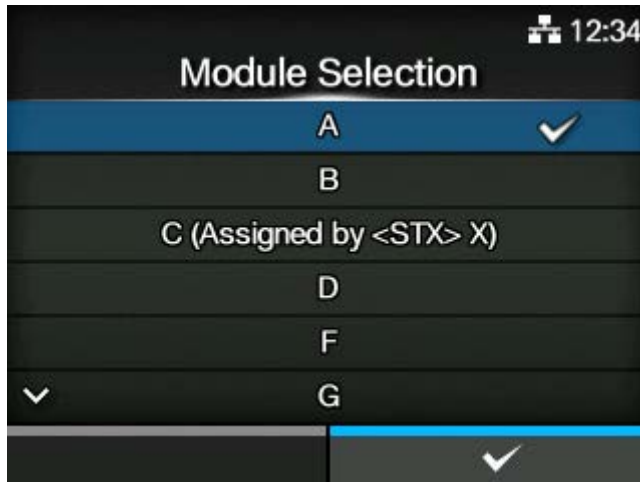 12:34
Module Selection
A
B
C (Assigned by <STX> X)
D
F
G